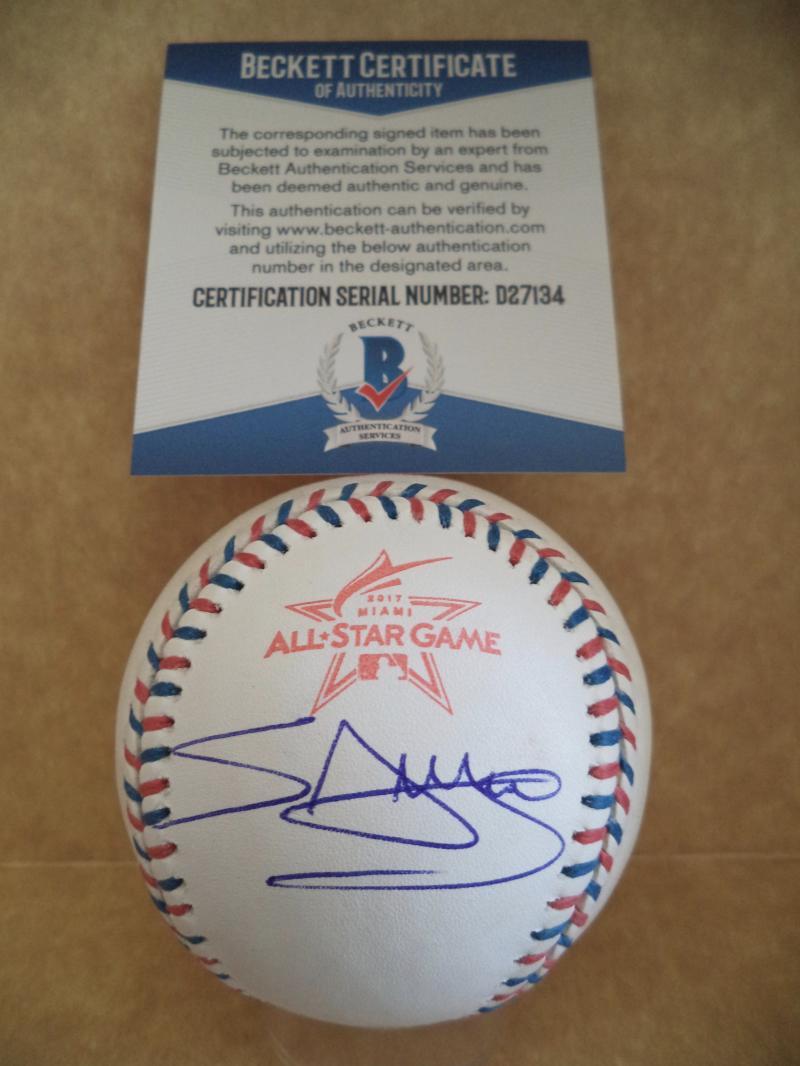 BECKETT CERTIFICATE
OF AUTHENTICITY
The corresponding signed item has been
subjected to examination by an expert from
Beckett Authentication Services and has
been deemed authentic and genuine.
This authentication can be verified by
visiting www.beckett-authentication.com
and utilizing the below authentication
number in the designated area.
CERTIFICATION SERIAL NUMBER: D27134
BECKETT
B
AUTHENTICATION
SERVICES
2017
MIAMI
ALL★STAR GAME